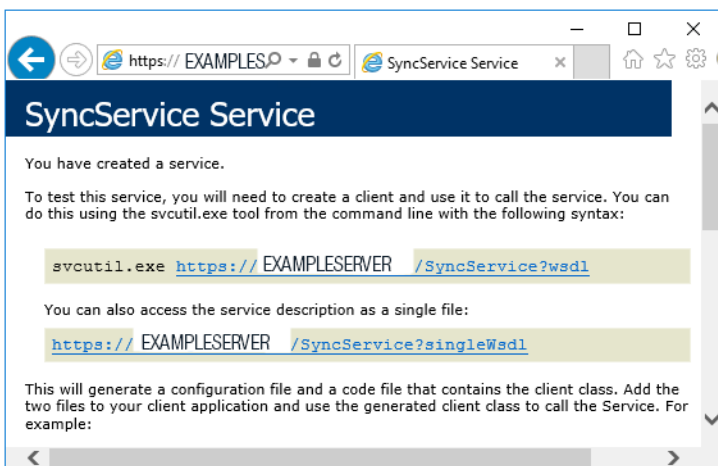 https:// EXAMPLES
SyncService Service
SyncService Service
You have created a service.
To test this service, you will need to create a client and use it to call the service. You can
do this using the svcutil.exe tool from the command line with the following syntax:
svcutil.exe https:// EXAMPLESERVER /SyncService?wsdl
You can also access the service description as a single file:
https:// EXAMPLESERVER /SyncService?singleWsdl
This will generate a configuration file and a code file that contains the client class. Add the
two files to your client application and use the generated client class to call the Service. For
example: